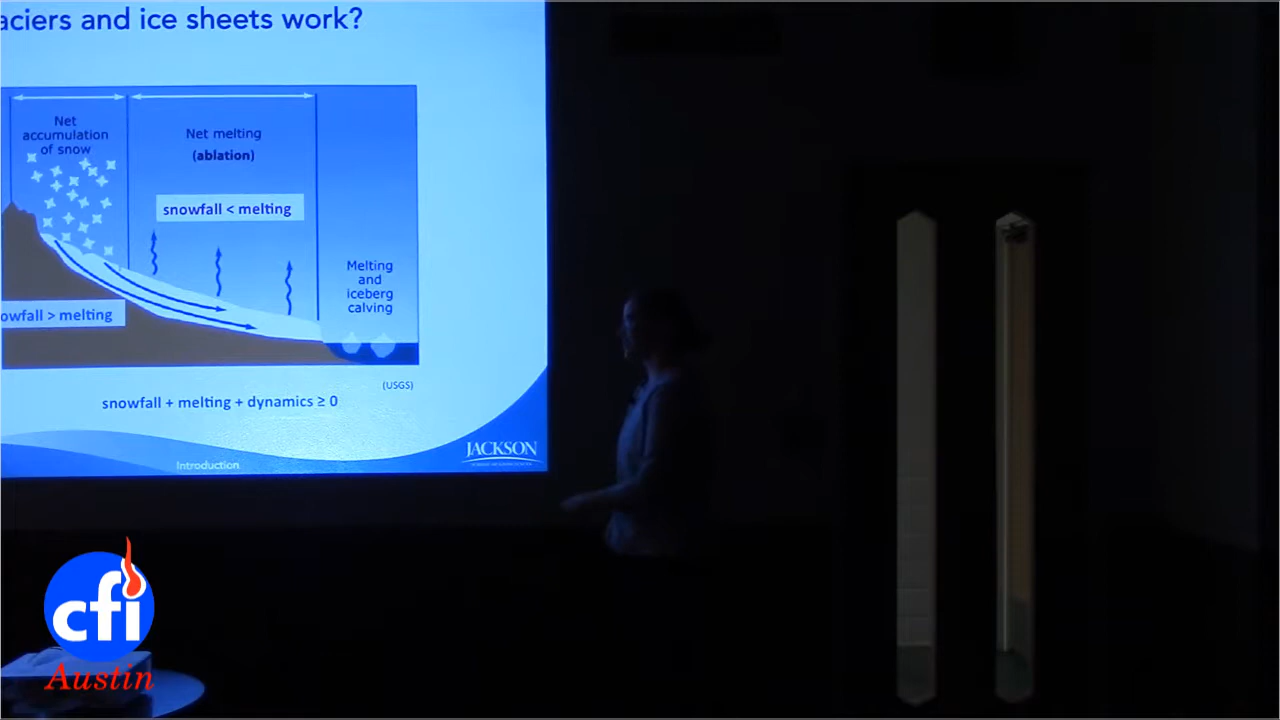 aciers and ice sheets work?
Net
accumulation
of snow
Net melting
(ablation)
snowfall < melting
Melting
and
iceberg
calving
owfall > melting
(USGS)
snowfall + melting + dynamics ≥ 0
JACKSON
Introduction
cfi
Austin